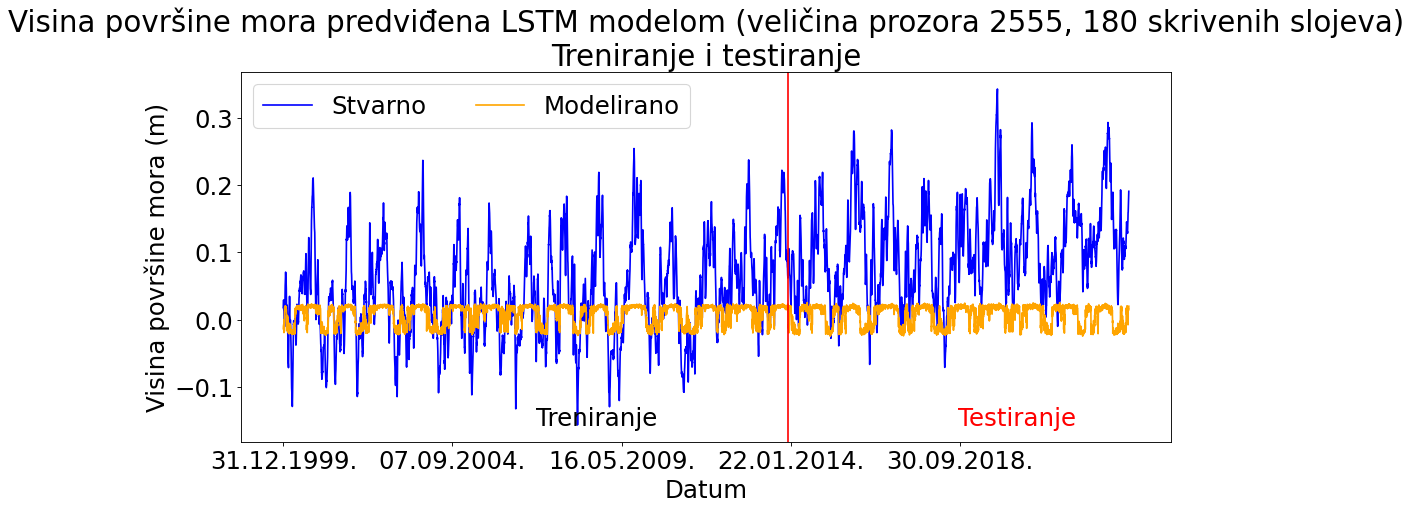 Visina površine mora predviđena LSTM modelom (veličina prozora 2555, 180 skrivenih slojeva)
Treniranje i testiranje
Stvarno
Modelirano
Visina površine mora (m)
0.3
0.2
0.1
0.0
−0.1
Treniranje
Testiranje
31.12.1999.
07.09.2004.
16.05.2009.
22.01.2014.
30.09.2018.
Datum